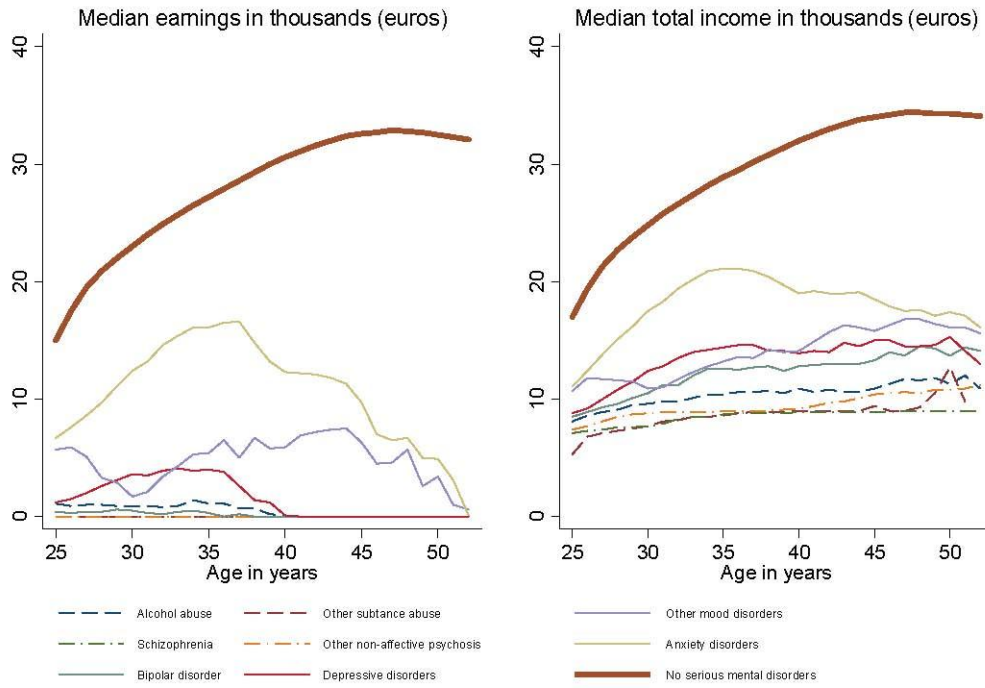 Median earnings in thousands (euros)
40
30
20
10
0
25 30 35 40 45 50
Age in years
Median total income in thousands (euros)
40
30
20
10
0
25 30 35 40 45 50
Age in years
Alcohol abuse
Other subtance abuse
Other mood disorders
Schizophrenia
Other non-affective psychosis
Anxiety disorders
Bipolar disorder
Depressive disorders
No serious mental disorders